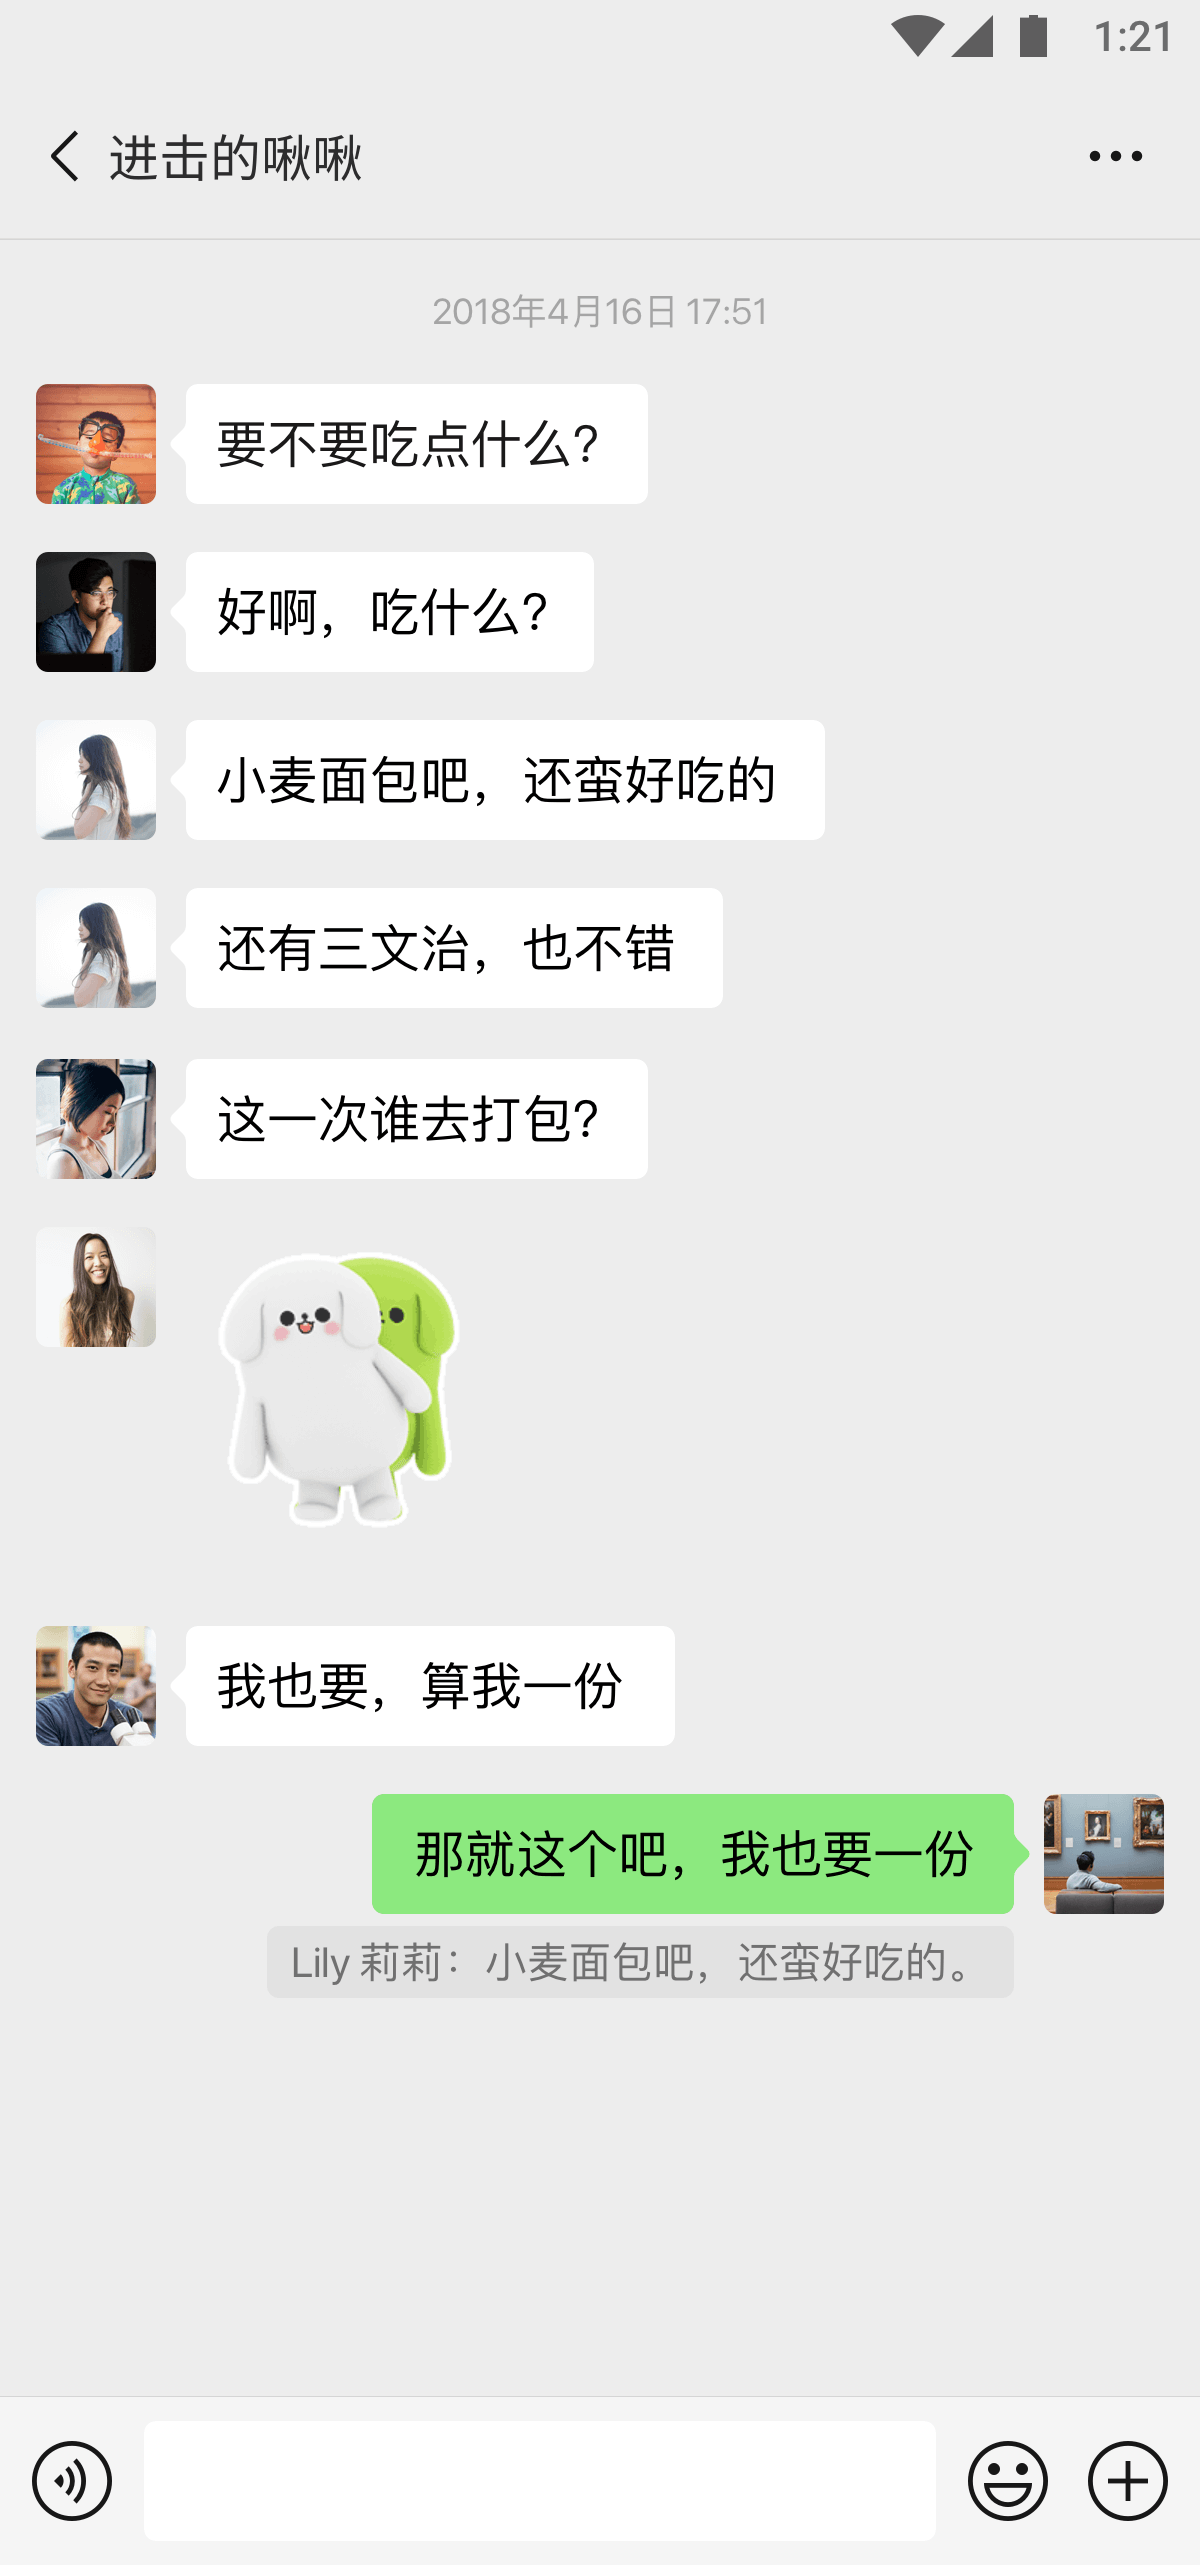 1:21
进击的啾啾
2018年4月16日 17:51
要不要吃点什么?
好啊，吃什么?
小麦面包吧，还蛮好吃的
还有三文治，也不错
这一次谁去打包?
我也要，算我一份
那就这个吧，我也要一份
Lily 莉莉：小麦面包吧，还蛮好吃的。